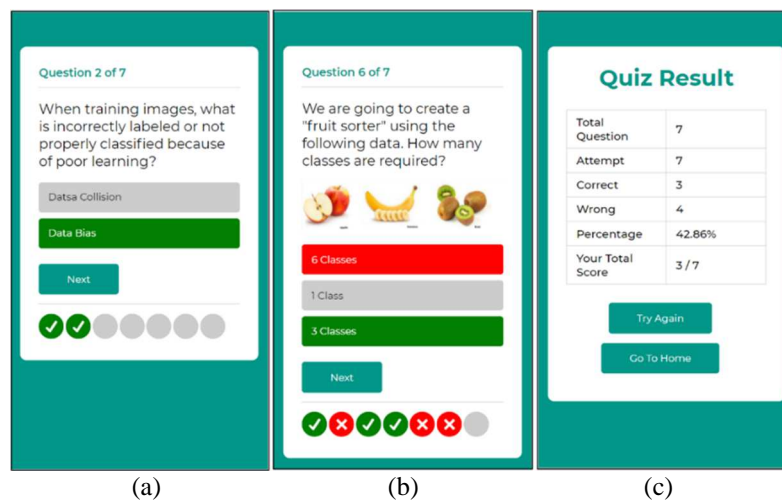 Question 2 of 7
When training images, what
is incorrectly labeled or not
properly classified because
of poor learning?
Datsa Collision
Data Bias
Next
(a)
Question 6 of 7
We are going to create a
"fruit sorter" using the
following data. How many
classes are required?
6 Classes
1 Class
3 Classes
Next
(b)
Quiz Result
Total
Question
7
Attempt
7
Correct
3
Wrong
4
Percentage
42.86%
Your Total
Score
3 / 7
Try Again
Go To Home
(c)